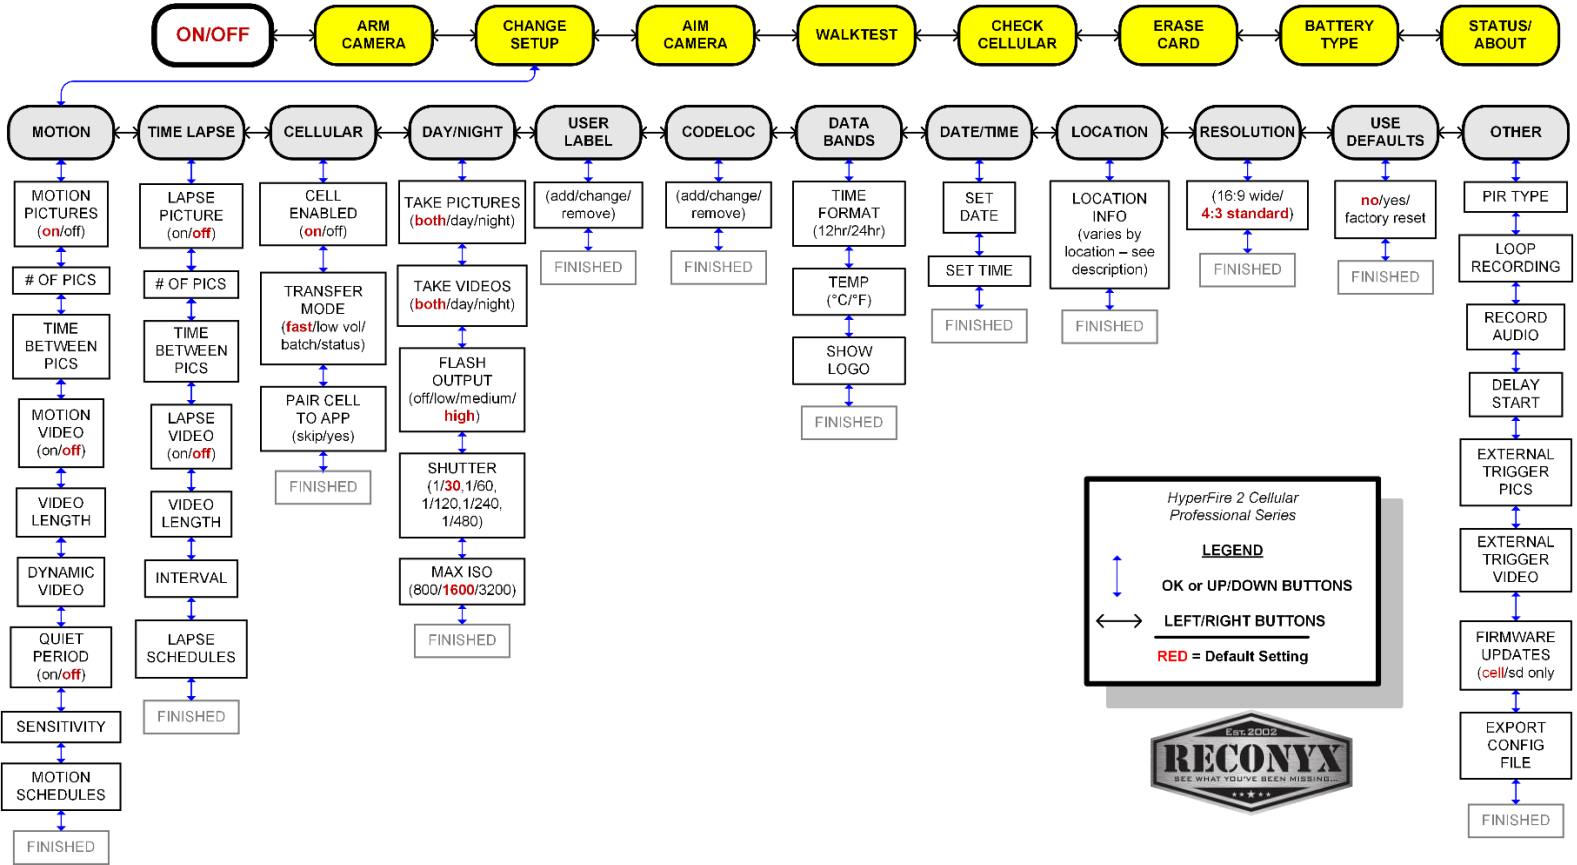 ON/OFF
ARM
CAMERA
CHANGE
SETUP
AIM
CAMERA
WALKTEST
CHECK
CELLULAR
ERASE
CARD
BATTERY
TYPE
STATUS/
ABOUT
MOTION
TIME LAPSE
CELLULAR
DAY/NIGHT
USER
LABEL
CODELOC
DATA
BANDS
DATE/TIME
LOCATION
RESOLUTION
USE
DEFAULTS
OTHER
MOTION
PICTURES
(on/off)
# OF PICS
TIME
BETWEEN
PICS
MOTION
VIDEO
(on/off)
VIDEO
LENGTH
DYNAMIC
VIDEO
QUIET
PERIOD
(on/off)
SENSITIVITY
MOTION
SCHEDULES
FINISHED
LAPSE
PICTURE
(on/off)
# OF PICS
TIME
BETWEEN
PICS
LAPSE
VIDEO
(on/off)
VIDEO
LENGTH
INTERVAL
LAPSE
SCHEDULES
FINISHED
CELL
ENABLED
(on/off)
TRANSFER
MODE
(fast/low vol/
batch/status)
PAIR CELL
TO APP
(skip/yes)
FINISHED
TAKE PICTURES
(both/day/night)
TAKE VIDEOS
(both/day/night)
FLASH
OUTPUT
(off/low/medium/
high)
SHUTTER
(1/30,1/60,
1/120,1/240,
1/480)
MAX ISO
(800/1600/3200)
FINISHED
(add/change/
remove)
FINISHED
(add/change/
remove)
FINISHED
TIME
FORMAT
(12hr/24hr)
TEMP
(°C/°F)
SHOW
LOGO
FINISHED
SET
DATE
SET TIME
FINISHED
LOCATION
INFO
(varies by
location – see
description)
FINISHED
(16:9 wide/
4:3 standard)
FINISHED
no/yes/
factory reset
FINISHED
PIR TYPE
LOOP
RECORDING
RECORD
AUDIO
DELAY
START
EXTERNAL
TRIGGER
PICS
EXTERNAL
TRIGGER
VIDEO
FIRMWARE
UPDATES
(cell/sd only
EXPORT
CONFIG
FILE
FINISHED
HyperFire 2 Cellular
Professional Series
LEGEND
OK or UP/DOWN BUTTONS
LEFT/RIGHT BUTTONS
RED = Default Setting
EST. 2002
RECONYX
SEE WHAT YOU'VE BEEN MISSING...